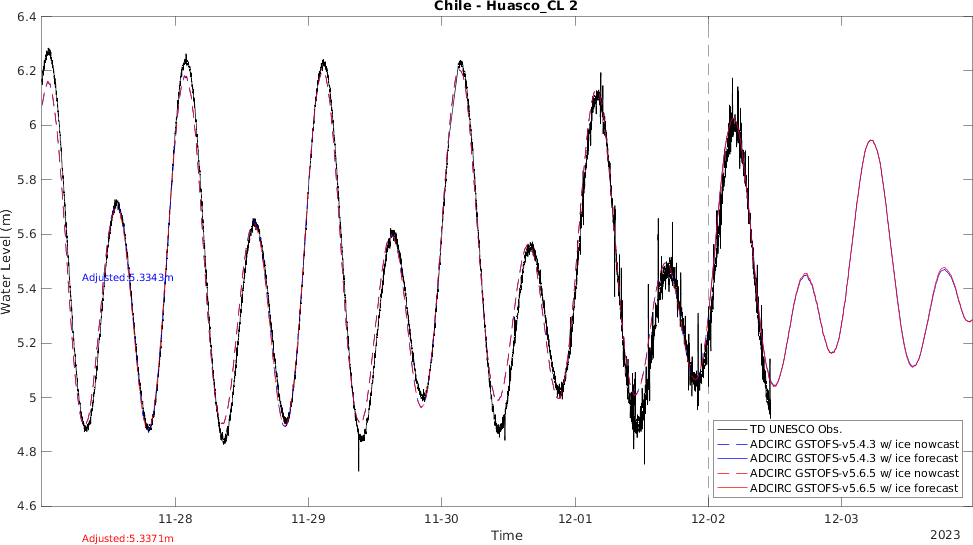 Chile - Huasco_CL 2
6.4
6.2
6
5.8
5.6
5.4
5.2
5
4.8
4.6
Water Level (m)
Adjusted:5.3343m
TD UNESCO Obs.
ADCIRC GSTOFS-v5.4.3 w/ ice nowcast
ADCIRC GSTOFS-v5.4.3 w/ ice forecast
ADCIRC GSTOFS-v5.6.5 w/ ice nowcast
ADCIRC GSTOFS-v5.6.5 w/ ice forecast
11-28 11-29 11-30 12-01 12-02 12-03
Time
2023
Adjusted:5.3371m